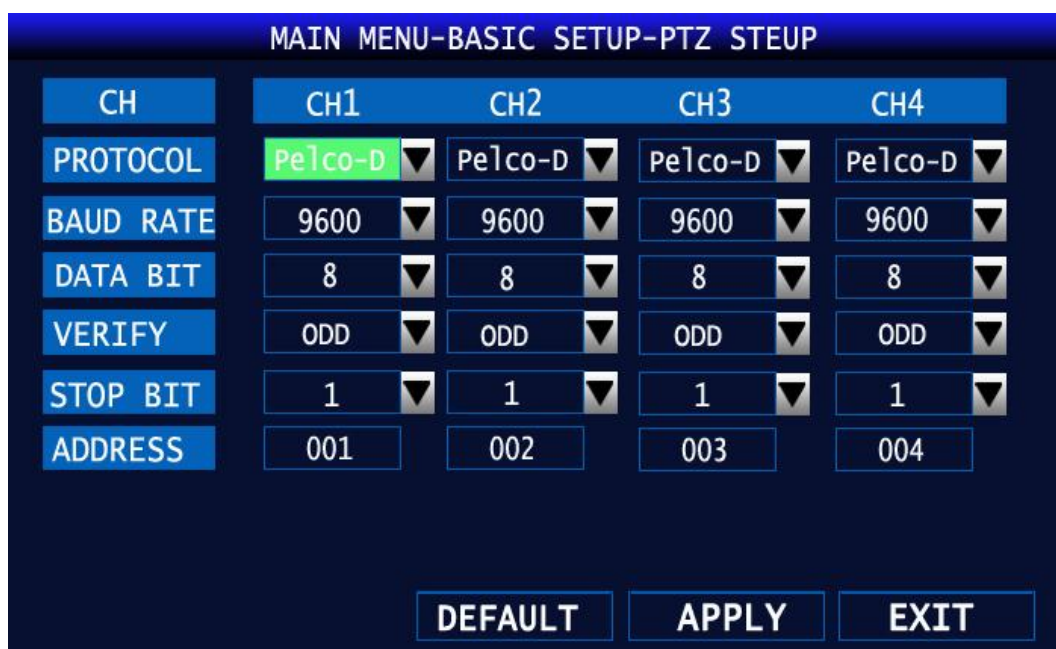 MAIN MENU-BASIC SETUP-PTZ STEUP
CH CH1 CH2 CH3 CH4
PROTOCOL Pelco-D Pelco-D Pelco-D Pelco-D
BAUD RATE 9600 9600 9600 9600
DATA BIT 8 8 8 8
VERIFY ODD ODD ODD ODD
STOP BIT 1 1 1 1
ADDRESS 001 002 003 004
DEFAULT APPLY EXIT